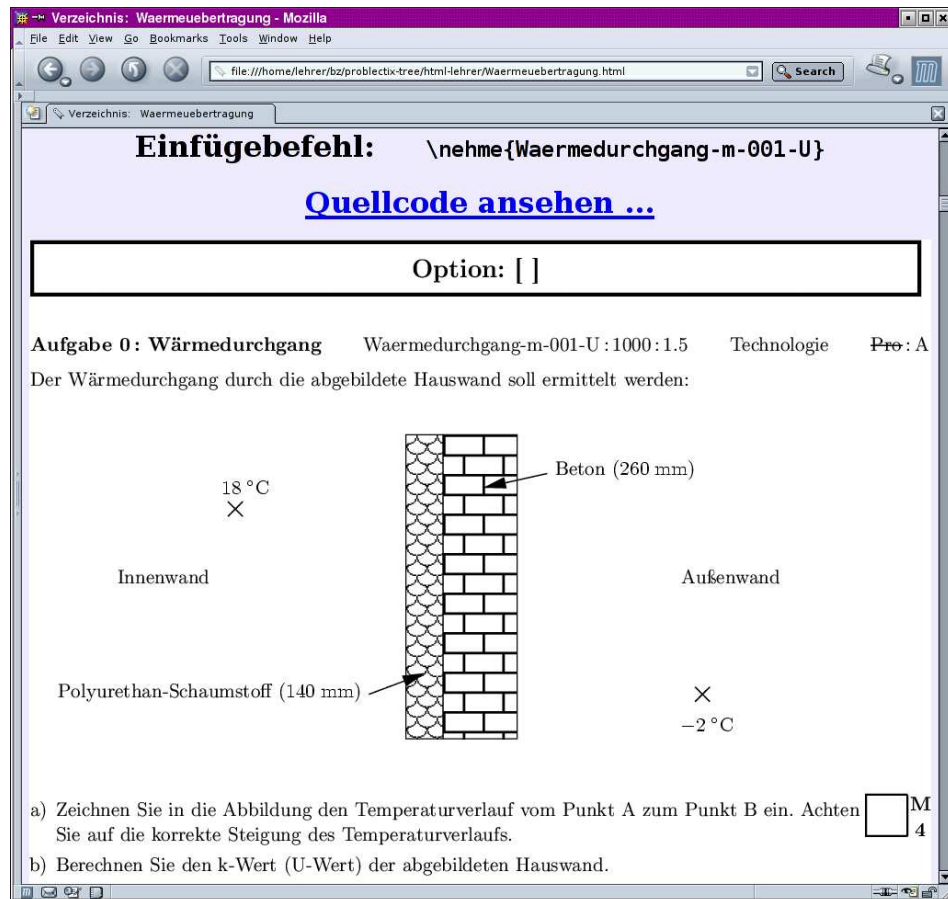 Verzeichnis: Waermeuebertragung - Mozilla
File Edit View Go Bookmarks Tools Window Help
file:///home/lehrer/bz/problectix-tree/html-lehrer/Waermeuebertragung.html Search
Verzeichnis: Waermeuebertragung
Einfügebefehl: \nehme{Waermedurchgang-m-001-U}
Quellcode ansehen ...
Option: [ ]
Aufgabe 0: Wärmedurchgang Waermedurchgang-m-001-U:1000:1.5 Technologie Pro: A
Der Wärmedurchgang durch die abgebildete Hauswand soll ermittelt werden:
Beton (260 mm)
18 °C
Innenwand
Außenwand
Polyurethan-Schaumstoff (140 mm)
−2 °C
a) Zeichnen Sie in die Abbildung den Temperaturverlauf vom Punkt A zum Punkt B ein. Achten
Sie auf die korrekte Steigung des Temperaturverlaufs.
M
4
b) Berechnen Sie den k-Wert (U-Wert) der abgebildeten Hauswand.